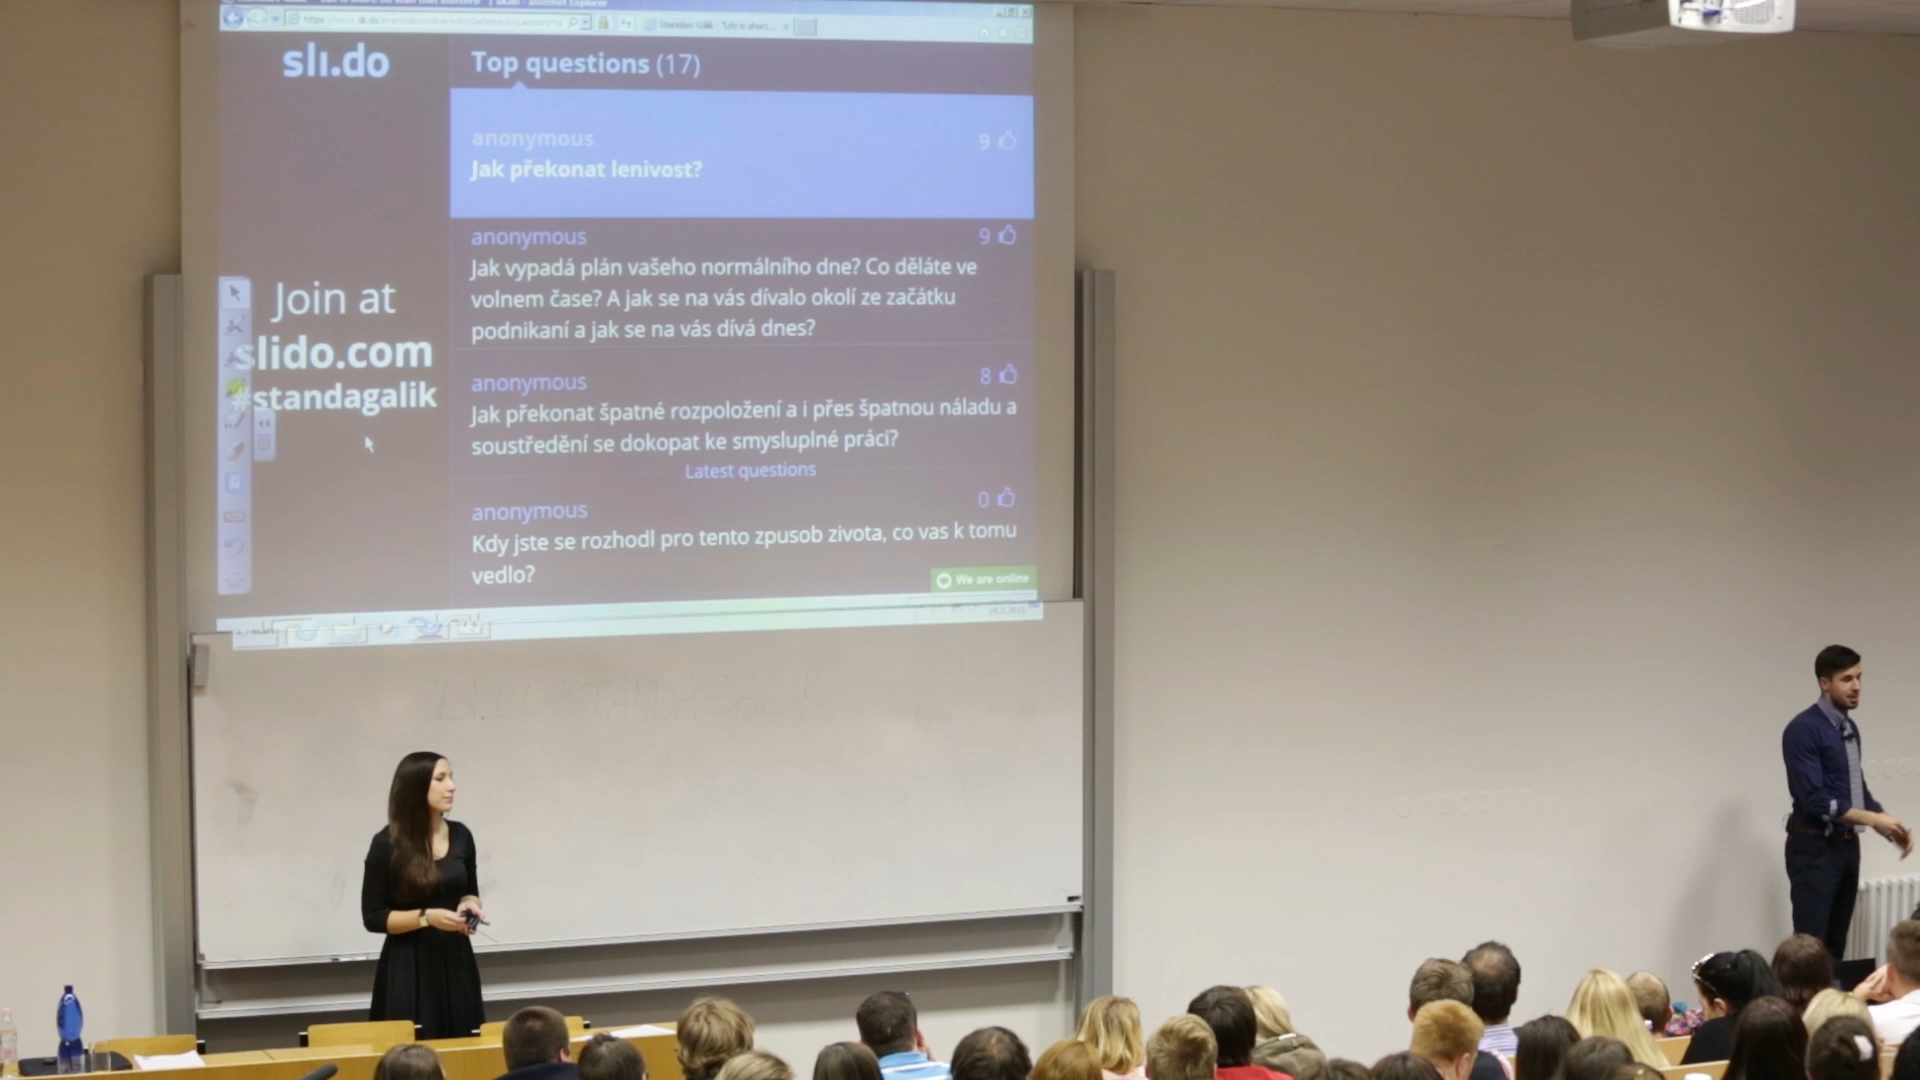 sli.do
Top questions (17)
anonymous
9
Jak překonat lenivost?
anonymous
9
Jak vypadá plán vašeho normálního dne? Co děláte ve
volnem čase? A jak se na vás dívalo okolí ze začátku
podnikaní a jak se na vás dívá dnes?
anonymous
8
Jak překonat špatné rozpoložení a i přes špatnou náladu a
soustředění se dokopat ke smysluplné práci?
Latest questions
anonymous
0
Kdy jste se rozhodl pro tento zpusob zivota, co vas k tomu
vedlo?
We are online
Join at
slido.com
#standagalik